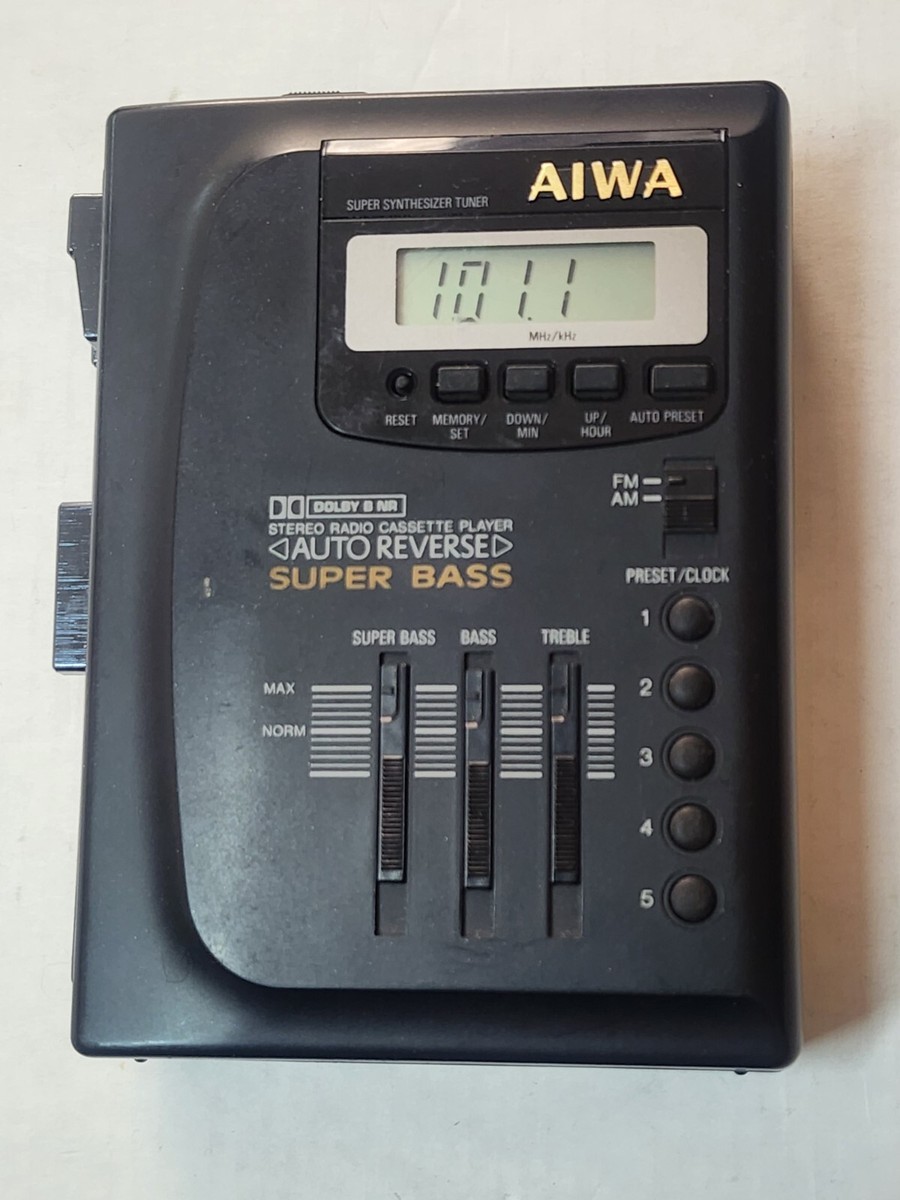 AIWA
SUPER SYNTHESIZER TUNER
101.1
MHz/kHz
RESET MEMORY/SET DOWN/MIN UP/HOUR AUTO PRESET
FM
AM
DOLBY B NR
STEREO RADIO CASSETTE PLAYER
AUTO REVERSE
SUPER BASS
PRESET/CLOCK
1
2
3
4
5
SUPER BASS BASS TREBLE
MAX
NORM